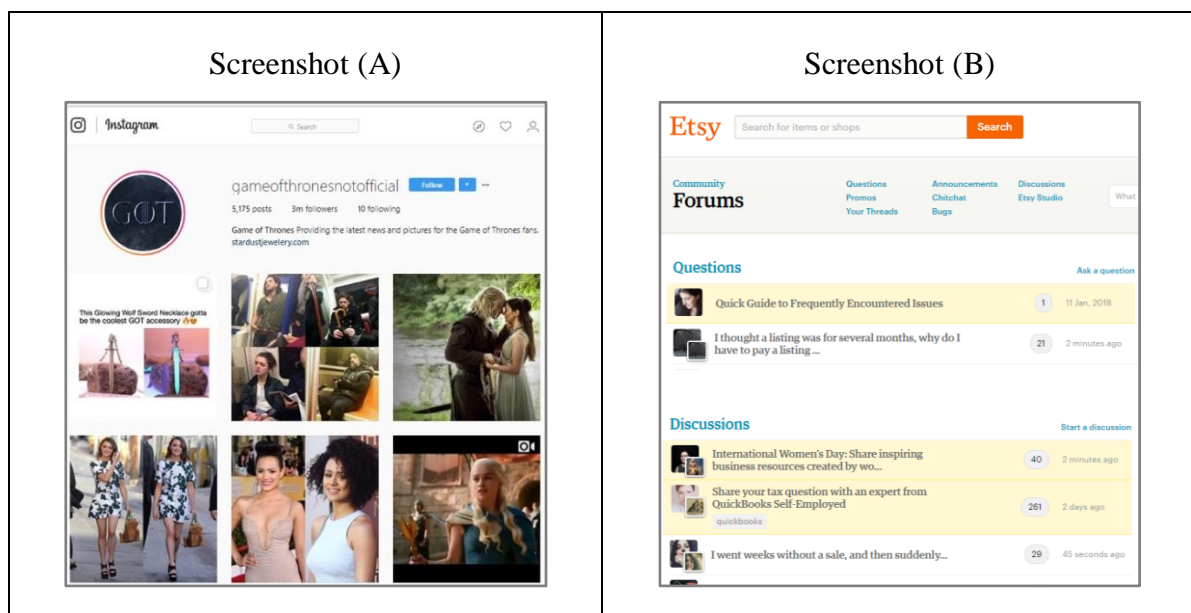 Screenshot (A)
Instagram
Search
GOT
gameofthronesnotofficial
Follow
5,175 posts 3m followers 10 following
Game of Thrones Providing the latest news and pictures for the Game of Thrones fans.
stardustjewelery.com
This Glowing Wolf Sword Necklace gotta
be the coolest GOT accessory
Screenshot (B)
Etsy
Search for items or shops
Search
Community
Forums
Questions
Promos
Your Threads
Announcements
Chitchat
Bugs
Discussions
Etsy Studio
What
Questions
Ask a question
Quick Guide to Frequently Encountered Issues
1
11 Jan, 2018
I thought a listing was for several months, why do I
have to pay a listing ...
21
2 minutes ago
Discussions
Start a discussion
International Women's Day: Share inspiring
business resources created by wo...
40
2 minutes ago
Share your tax question with an expert from
QuickBooks Self-Employed
quickbooks
261
2 days ago
I went weeks without a sale, and then suddenly...
29
45 seconds ago